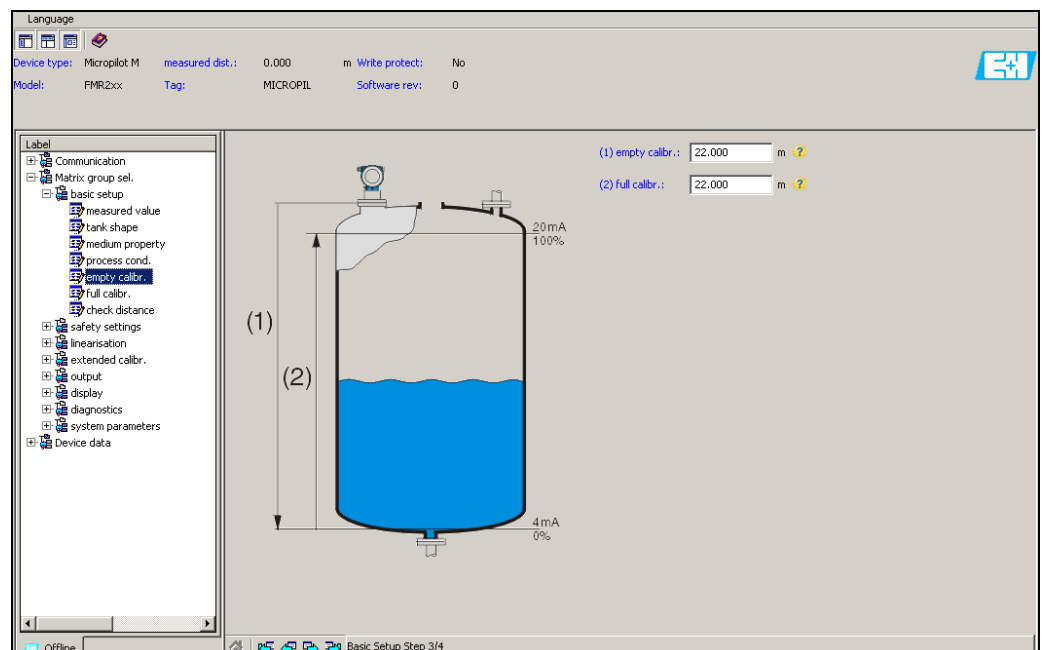 Language
Device type: Micropilot M measured dist.: 0.000 m Write protect: No
Model: FMR2xx Tag: MICROPIL Software rev: 0
E+H
Label
Communication
Matrix group sel.
basic setup
measured value
tank shape
medium property
process cond.
empty calibr.
full calibr.
check distance
safety settings
linearisation
extended calibr.
output
display
diagnostics
system parameters
Device data
(1) empty calibr.: 22.000 m ?
(2) full calibr.: 22.000 m ?
20mA
100%
(1)
(2)
4mA
0%
Offline
Basic Setup Step 3/4